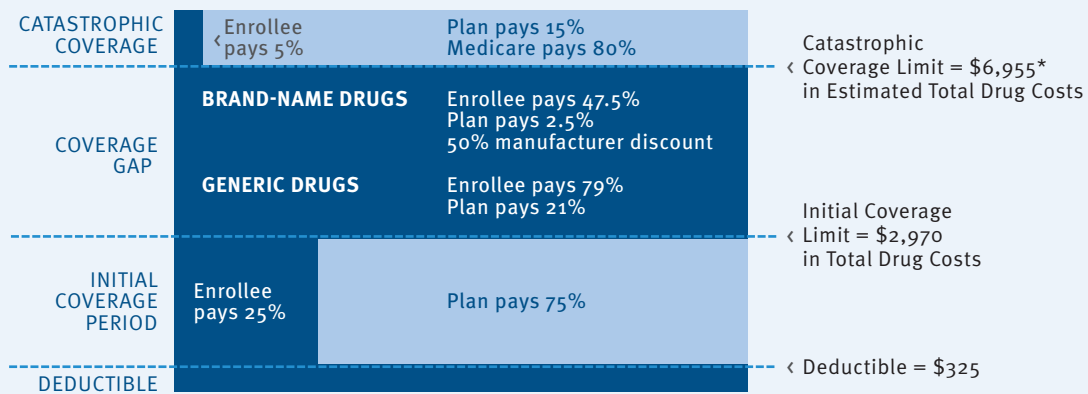 CATASTROPHIC
COVERAGE
‹Enrollee
pays 5%
Plan pays 15%
Medicare pays 80%
Catastrophic
‹ Coverage Limit = $6,955*
in Estimated Total Drug Costs
COVERAGE
GAP
BRAND-NAME DRUGS
Enrollee pays 47.5%
Plan pays 2.5%
50% manufacturer discount
GENERIC DRUGS
Enrollee pays 79%
Plan pays 21%
Initial Coverage
‹ Limit = $2,970
in Total Drug Costs
INITIAL
COVERAGE
PERIOD
Enrollee
pays 25%
Plan pays 75%
‹ Deductible = $325
DEDUCTIBLE